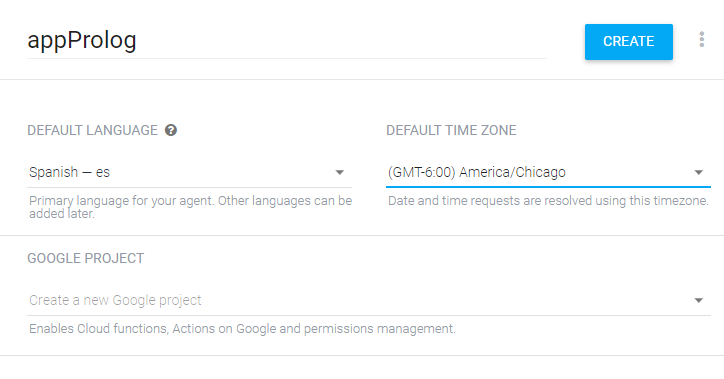 appProlog
CREATE
DEFAULT LANGUAGE ?
DEFAULT TIME ZONE
Spanish — es
(GMT-6:00) America/Chicago
Primary language for your agent. Other languages can be
added later.
Date and time requests are resolved using this timezone.
GOOGLE PROJECT
Create a new Google project
Enables Cloud functions, Actions on Google and permissions management.